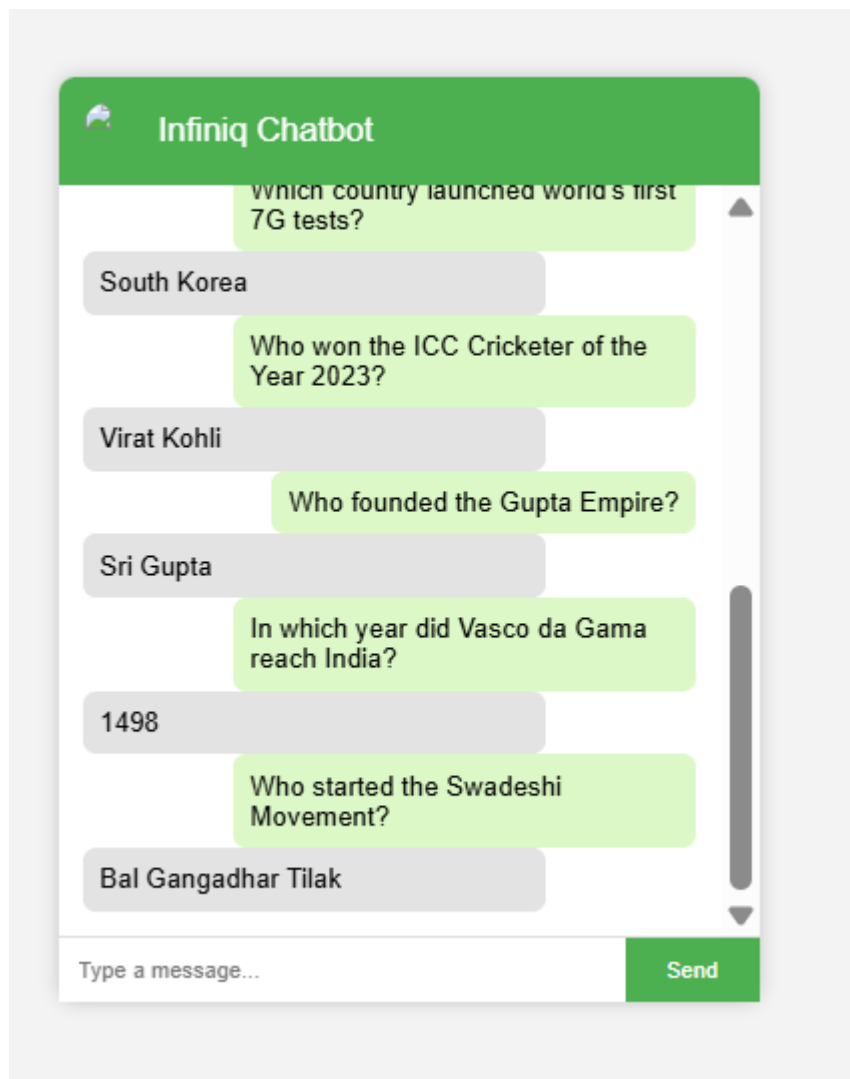 Infiniq Chatbot
Which country launched world's first
7G tests?
South Korea
Who won the ICC Cricketer of the
Year 2023?
Virat Kohli
Who founded the Gupta Empire?
Sri Gupta
In which year did Vasco da Gama
reach India?
1498
Who started the Swadeshi
Movement?
Bal Gangadhar Tilak
Type a message...
Send